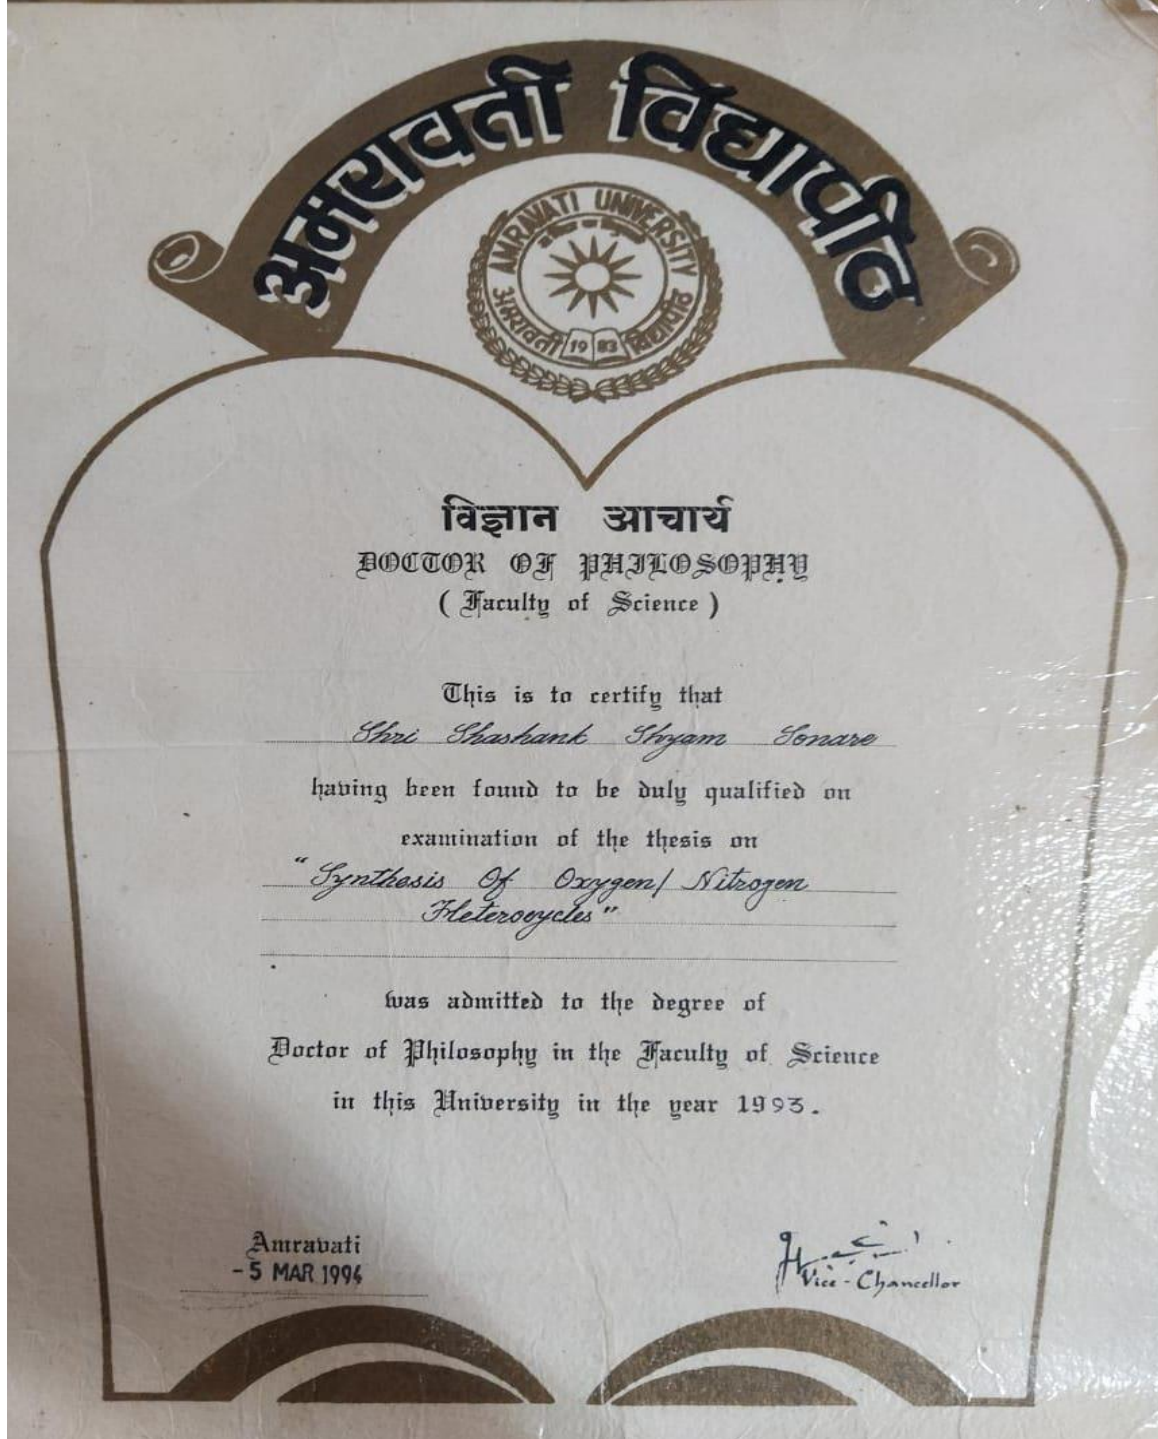 अमरावती विद्यापीठ
AMRAVATI UNIVERSITY
19 83
अमरावती विद्यापीठ
विज्ञान आचार्य
DOCTOR OF PHILOSOPHY
( Faculty of Science )
This is to certify that
Shri Shashank Shyam Sonare
having been found to be duly qualified on
examination of the thesis on
“Synthesis Of Oxygen/ Nitrogen
Heterocycles”
was admitted to the degree of
Doctor of Philosophy in the Faculty of Science
in this University in the year 1993.
Amravati
-5 MAR 1994
Vice-Chancellor